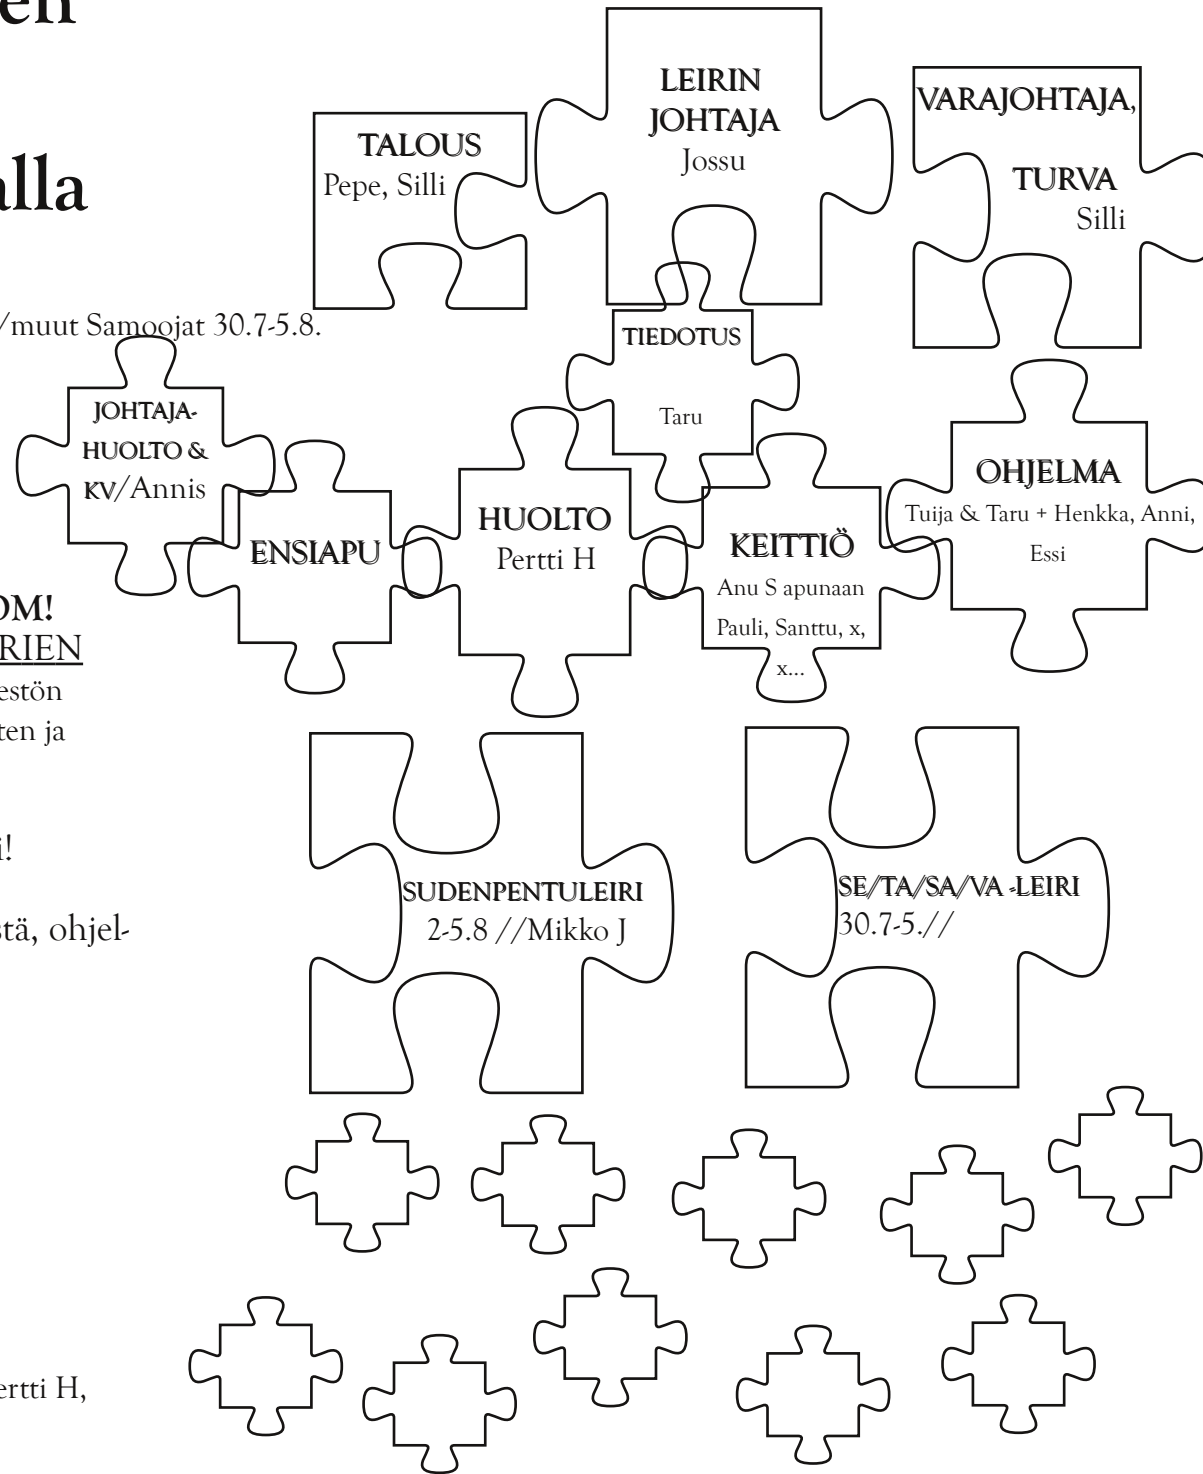 en
alla
/muut Samoojat 30.7-5.8.
OM!
RIEN
estön
ten ja
i!
stä, ohjel-
ertti H,
LEIRIN
JOHTAJA
Jossu
TALOUS
Pepe, Silli
VARAJOHTAJA,
TURVA
Silli
TIEDOTUS
Taru
JOHTAJA-
HUOLTO &
KV/Annis
ENSIAPU
HUOLTO
Pertti H
KEITTIÖ
Anu S apunaan
Pauli, Santtu, x,
x...
OHJELMA
Tuija & Taru + Henkka, Anni,
Essi
SUDENPENTULEIRI
2-5.8 //Mikko J
SE/TA/SA/VA -LEIRI
30.7-5.//